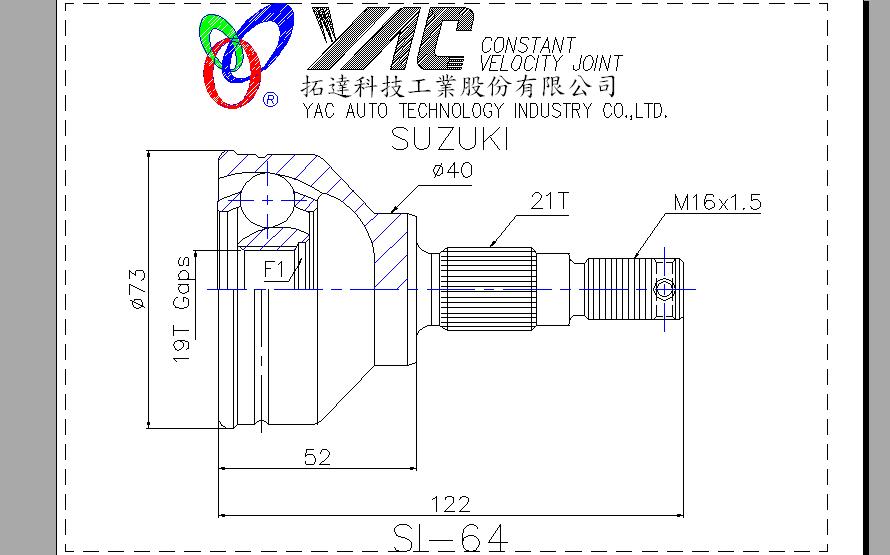 YAC
CONSTANT
VELOCITY JOINT
®
拓達科技工業股份有限公司
YAC AUTO TECHNOLOGY INDUSTRY CO.,LTD.
SUZUKI
ø40
21T
M16x1.5
F1
ø73
19T Gaps
52
122
SI-64